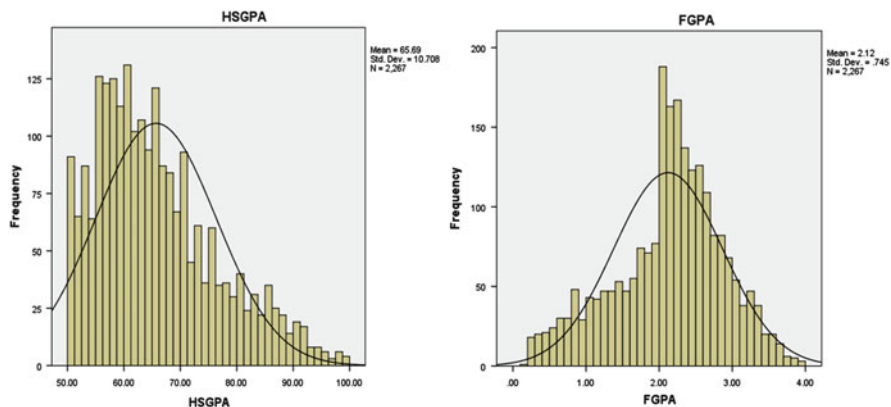 HSGPA
Mean = 65.69
Std. Dev. = 10.708
N = 2,267
125
100
75
50
25
0
Frequency
50.00 60.00 70.00 80.00 90.00 100.00
HSGPA
FGPA
Mean = 2.12
Std. Dev. = .745
N = 2,267
200
150
100
50
0
Frequency
.00 1.00 2.00 3.00 4.00
FGPA